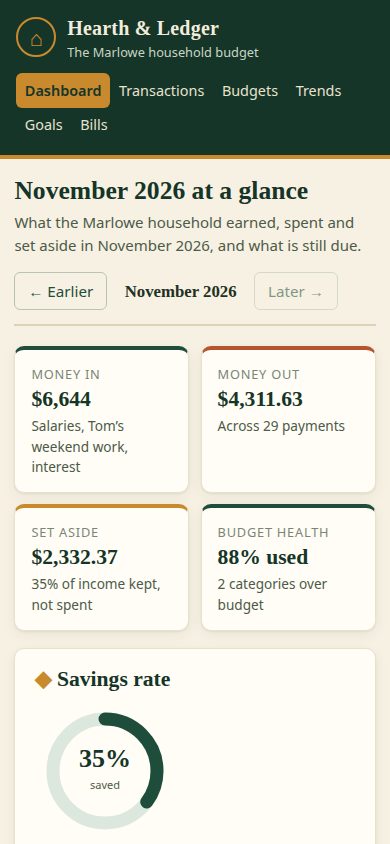 Hearth & Ledger
The Marlowe household budget
Dashboard Transactions Budgets Trends
Goals Bills
November 2026 at a glance
What the Marlowe household earned, spent and
set aside in November 2026, and what is still due.
← Earlier November 2026 Later →
MONEY IN
$6,644
Salaries, Tom's
weekend work,
interest
MONEY OUT
$4,311.63
Across 29 payments
SET ASIDE
$2,332.37
35% of income kept,
not spent
BUDGET HEALTH
88% used
2 categories over
budget
Savings rate
35%
saved